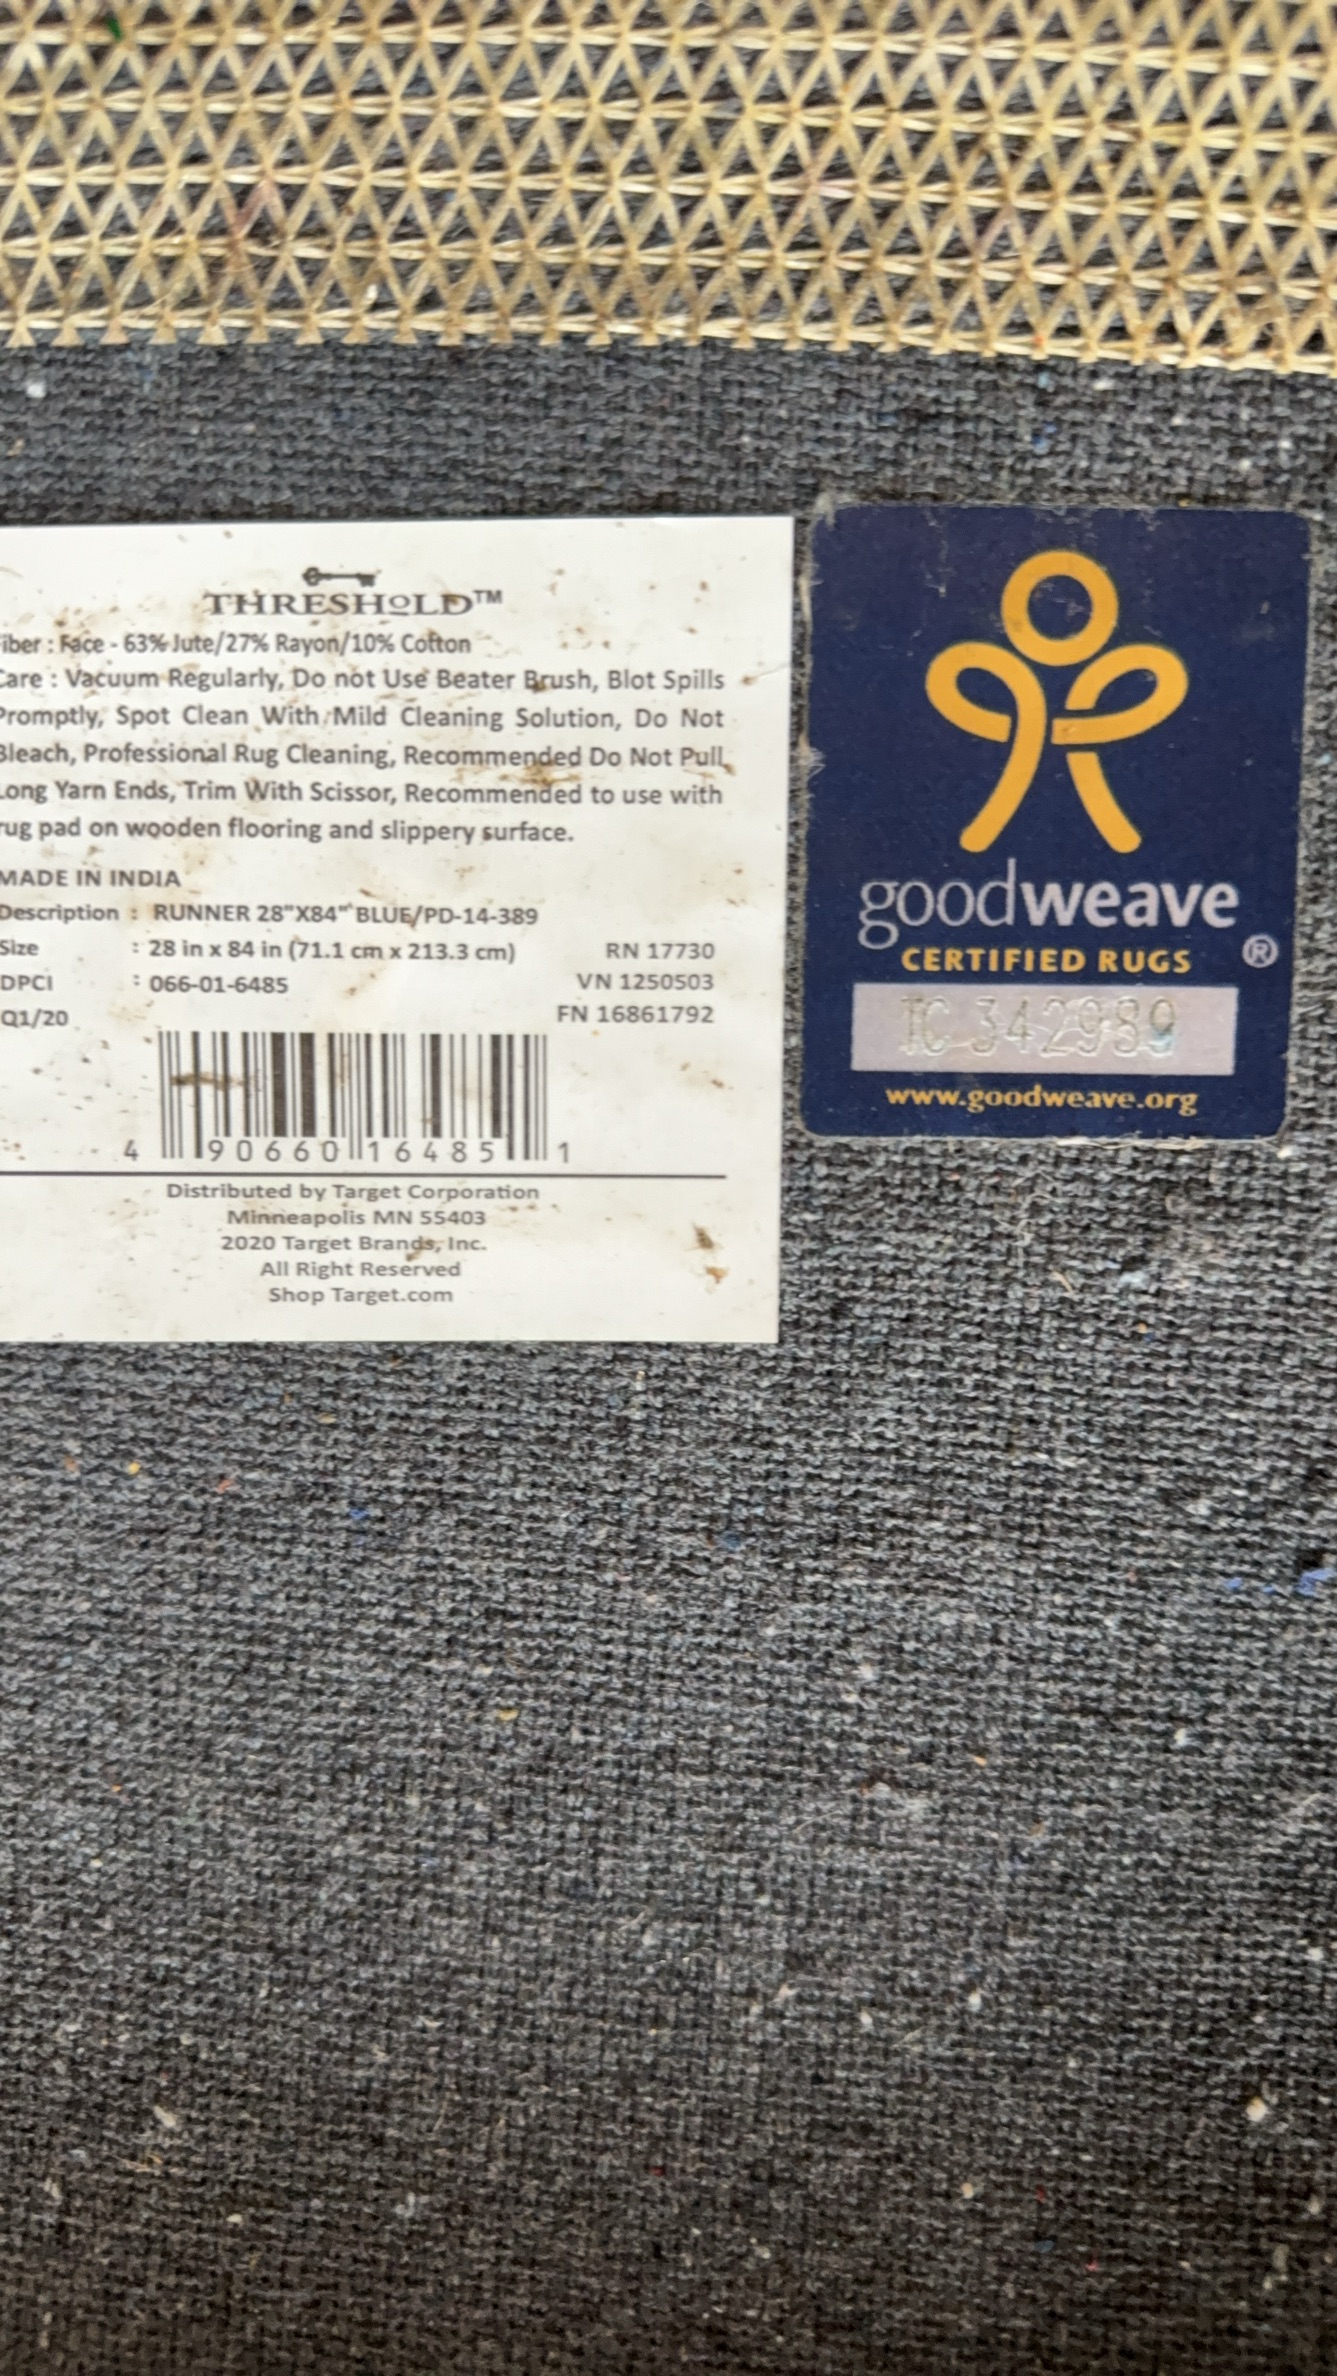 THRESHOLD™
iber : Face - 63% Jute/27% Rayon/10% Cotton
Care : Vacuum Regularly, Do not Use Beater Brush, Blot Spills
Promptly, Spot Clean With Mild Cleaning Solution, Do Not
Bleach, Professional Rug Cleaning, Recommended Do Not Pull
Long Yarn Ends, Trim With Scissor, Recommended to use with
rug pad on wooden flooring and slippery surface.
MADE IN INDIA
Description : RUNNER 28"X84" BLUE/PD-14-389
Size : 28 in x 84 in (71.1 cm x 213.3 cm) RN 17730
DPCI : 066-01-6485 VN 1250503
Q1/20 FN 16861792
4 90660 16485 1
Distributed by Target Corporation
Minneapolis MN 55403
2020 Target Brands, Inc.
All Right Reserved
Shop Target.com
goodweave
CERTIFIED RUGS ®
TC 342989
www.goodweave.org